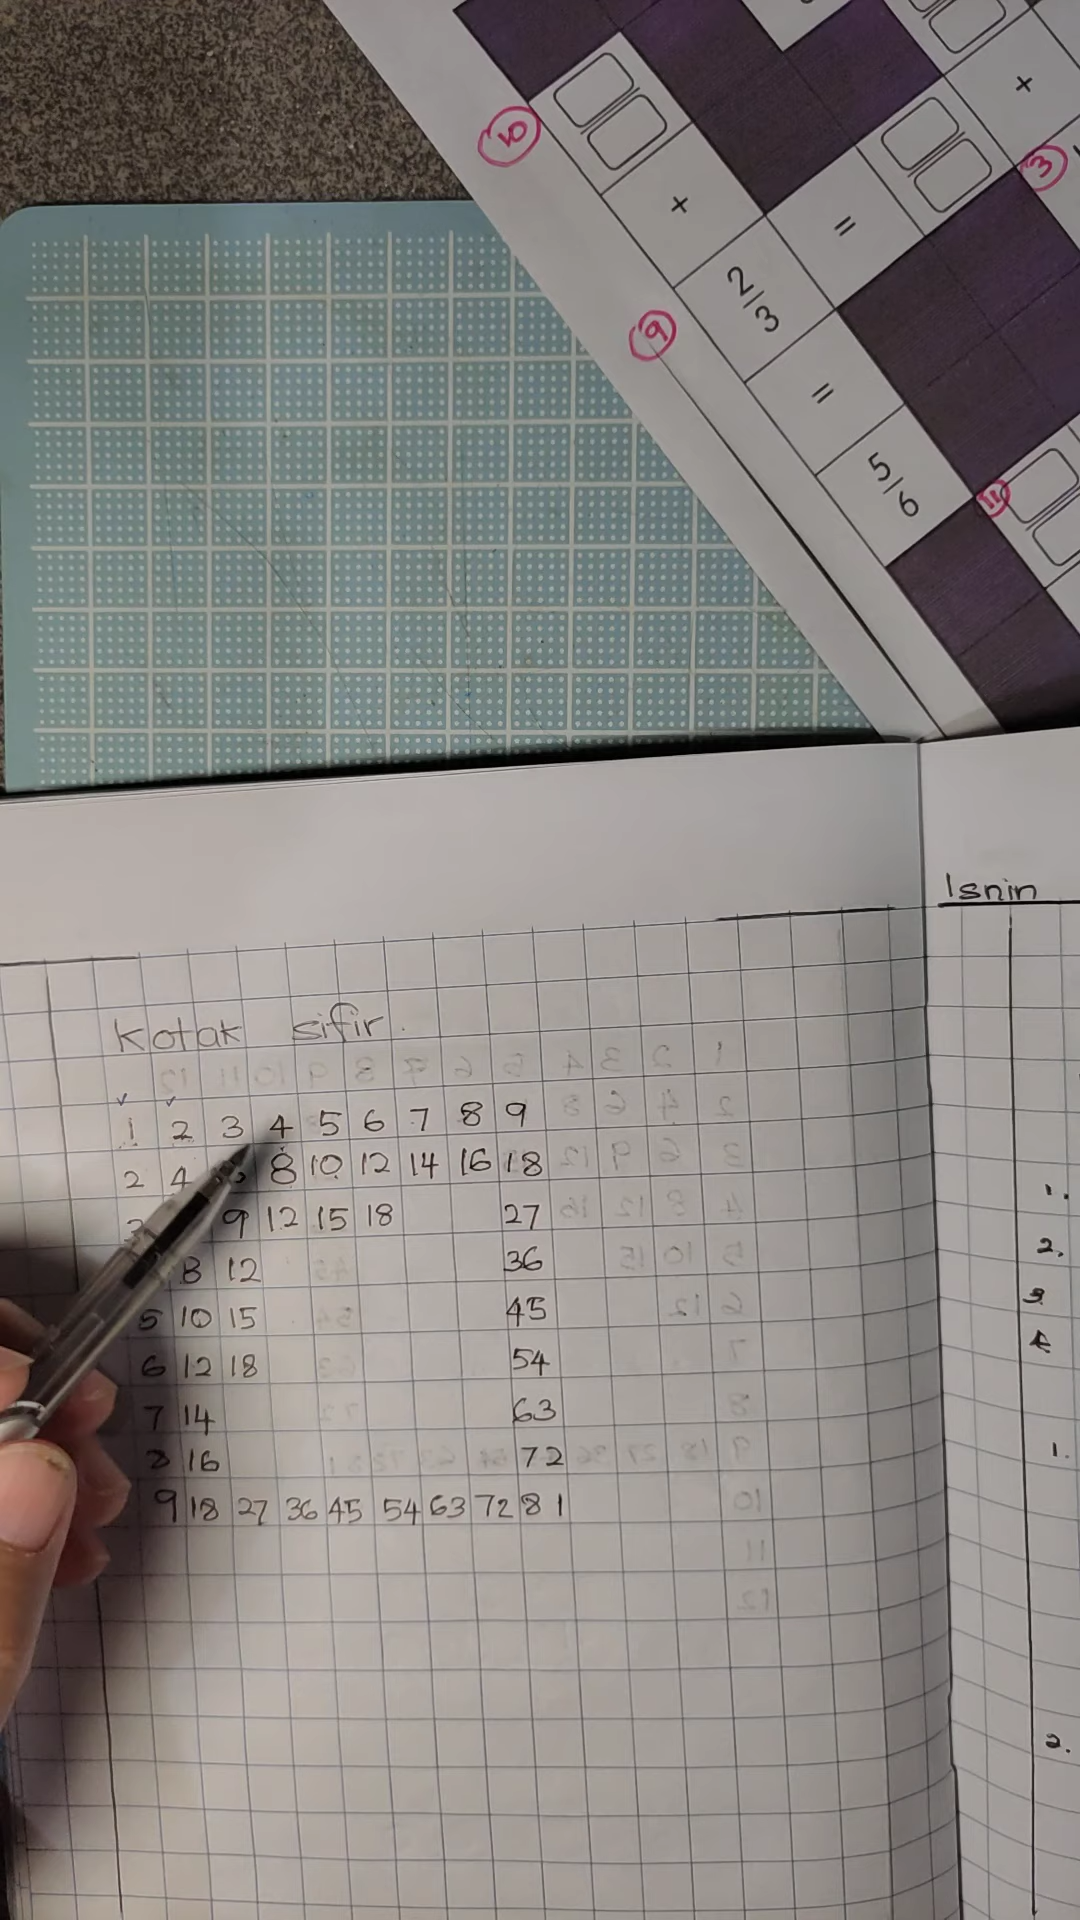 10
+
3
+
=
2/3
9
=
5/6
11
Isnin
Kotak sifir
1 2 3 4 5 6 7 8 9
2 4 8 10 12 14 16 18
9 12 15 18 27
8 12 36
5 10 15 45
6 12 18 54
7 14 63
8 16 72
9 18 27 36 45 54 63 72 81
1.
2.
3.
4
1.
2.